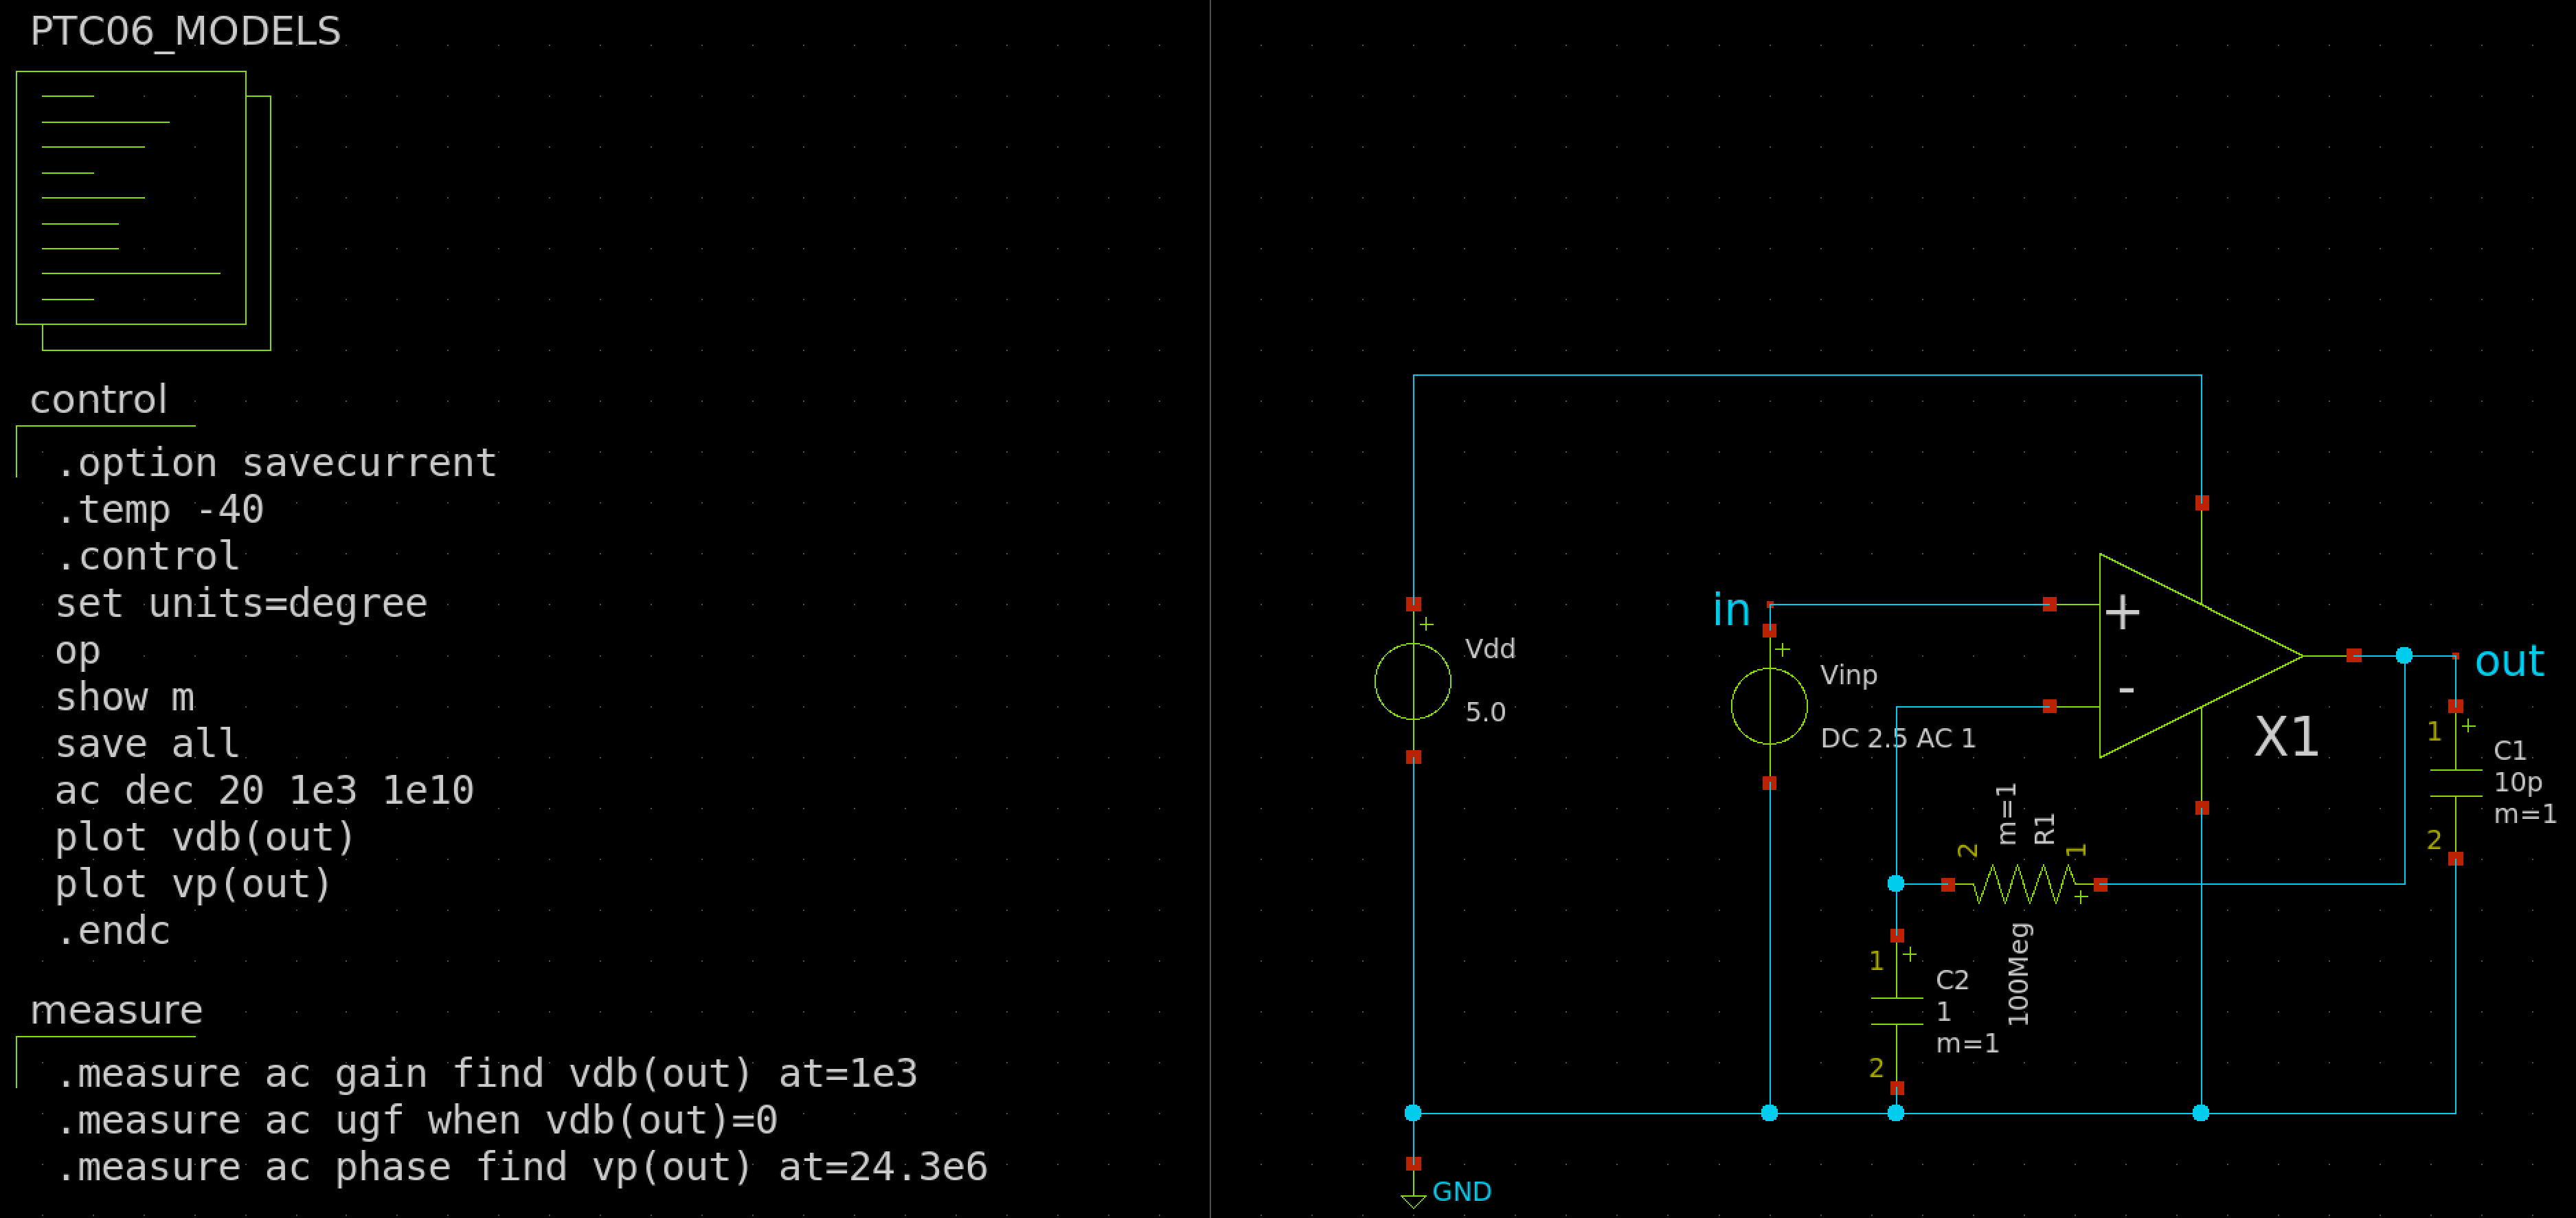 PTC06_MODELS
control
.option savecurrent
.temp -40
.control
set units=degree
op
show m
save all
ac dec 20 1e3 1e10
plot vdb(out)
plot vp(out)
.endc
measure
.measure ac gain find vdb(out) at=1e3
.measure ac ugf when vdb(out)=0
.measure ac phase find vp(out) at=24.3e6
+
Vdd
5.0
in
+
Vinp
DC 2.5 AC 1
+
-
X1
out
1
+
C1
10p
m=1
2
2
m=1
R1
1
+
100Meg
1
+
C2
1
m=1
2
GND